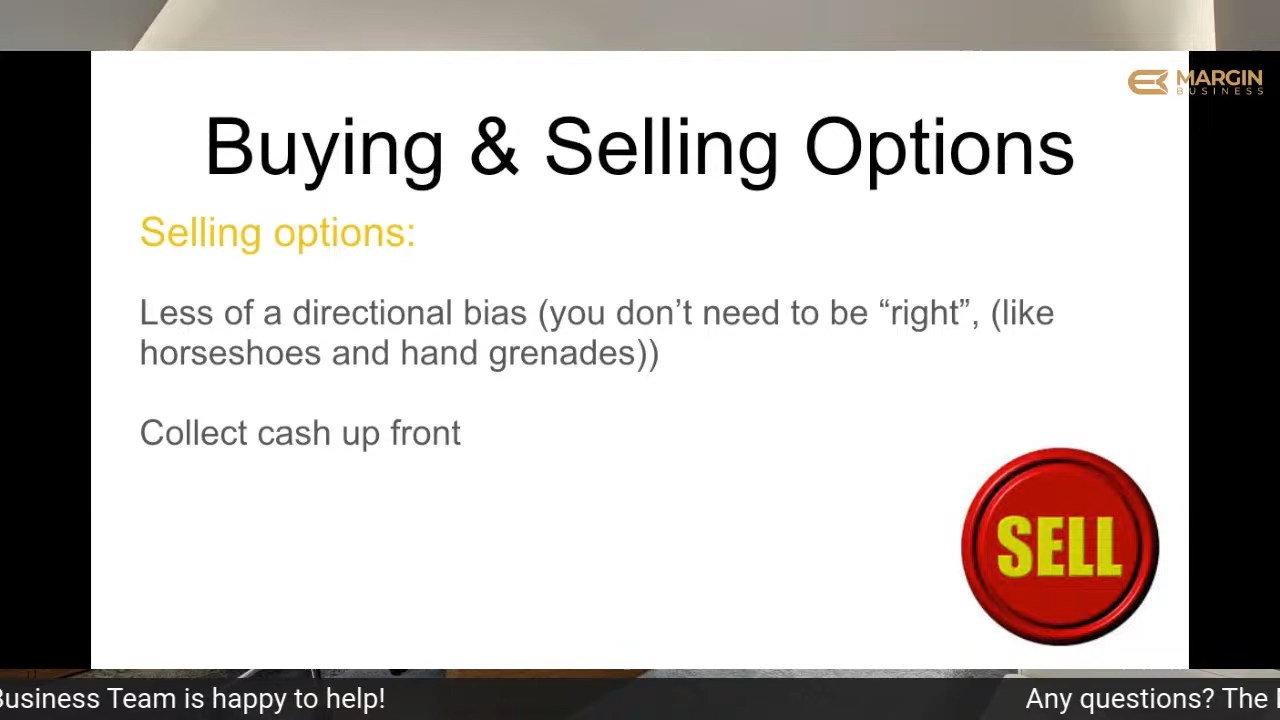 MARGIN
BUSINESS
Buying & Selling Options
Selling options:
Less of a directional bias (you don’t need to be “right”, (like
horseshoes and hand grenades))
Collect cash up front
SELL
Business Team is happy to help!
Any questions? The